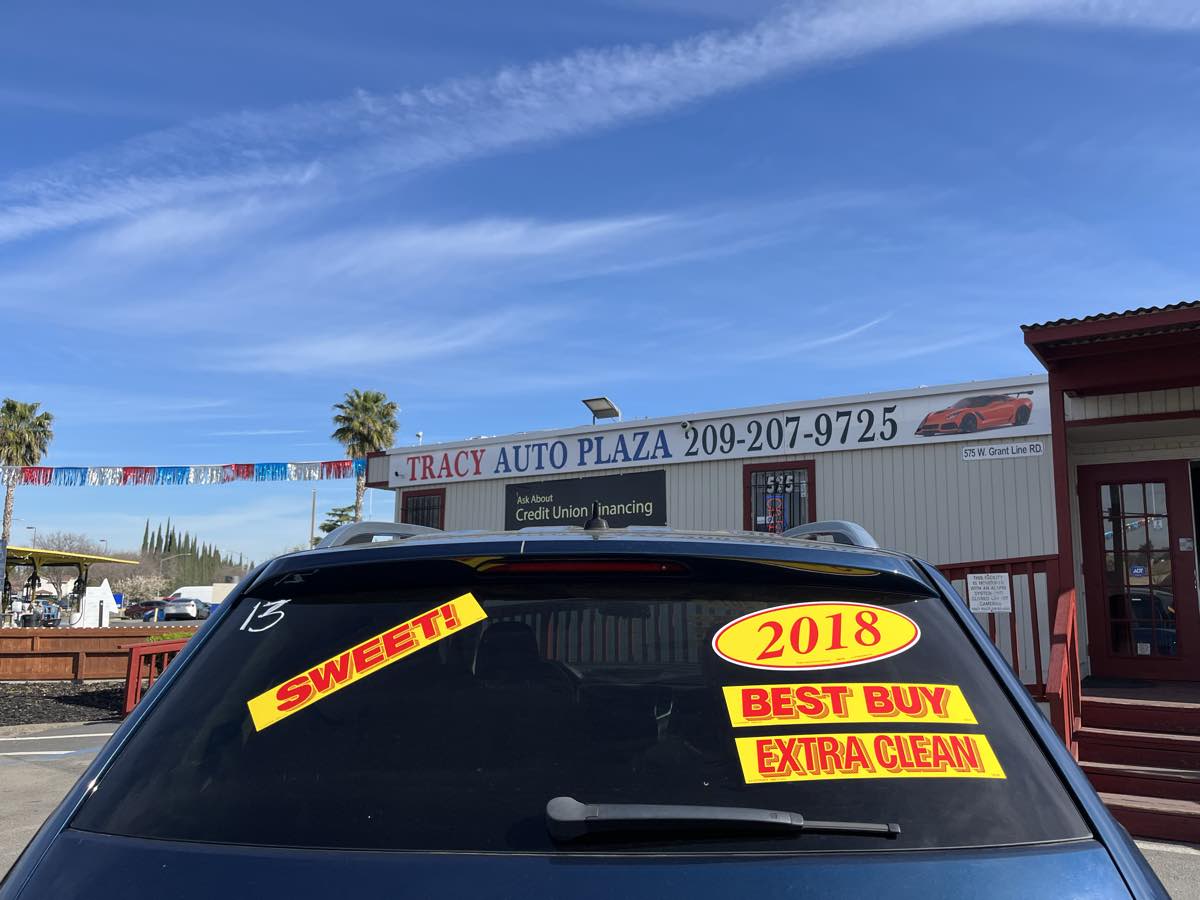 TRACY AUTO PLAZA 209-207-9725
575 W. GRANT LINE RD.
Ask About
Credit Union Financing
575
ADT
13
SWEET!
2018
BEST BUY
EXTRA CLEAN